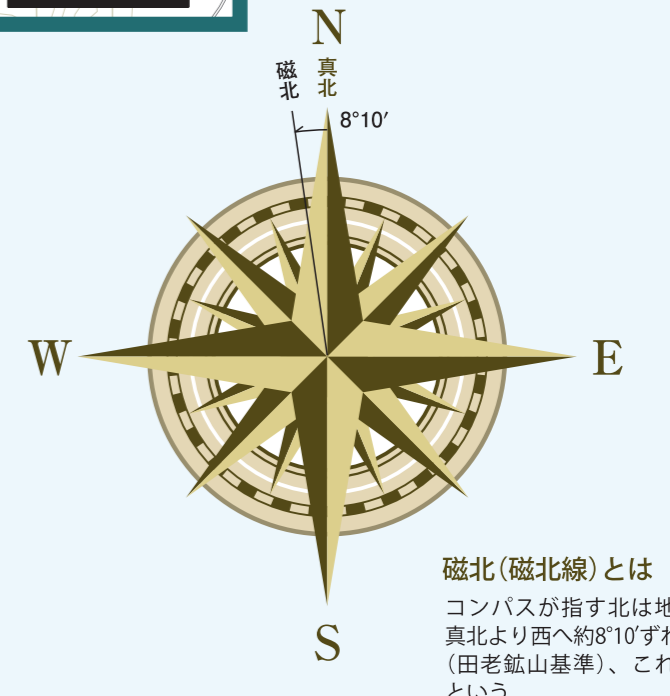 N
磁北
真北
8°10′
W
E
S
磁北（磁北線）とは
コンパスが指す北は地
真北より西へ約8°10′ずれ
（田老鉱山基準）、これ
という